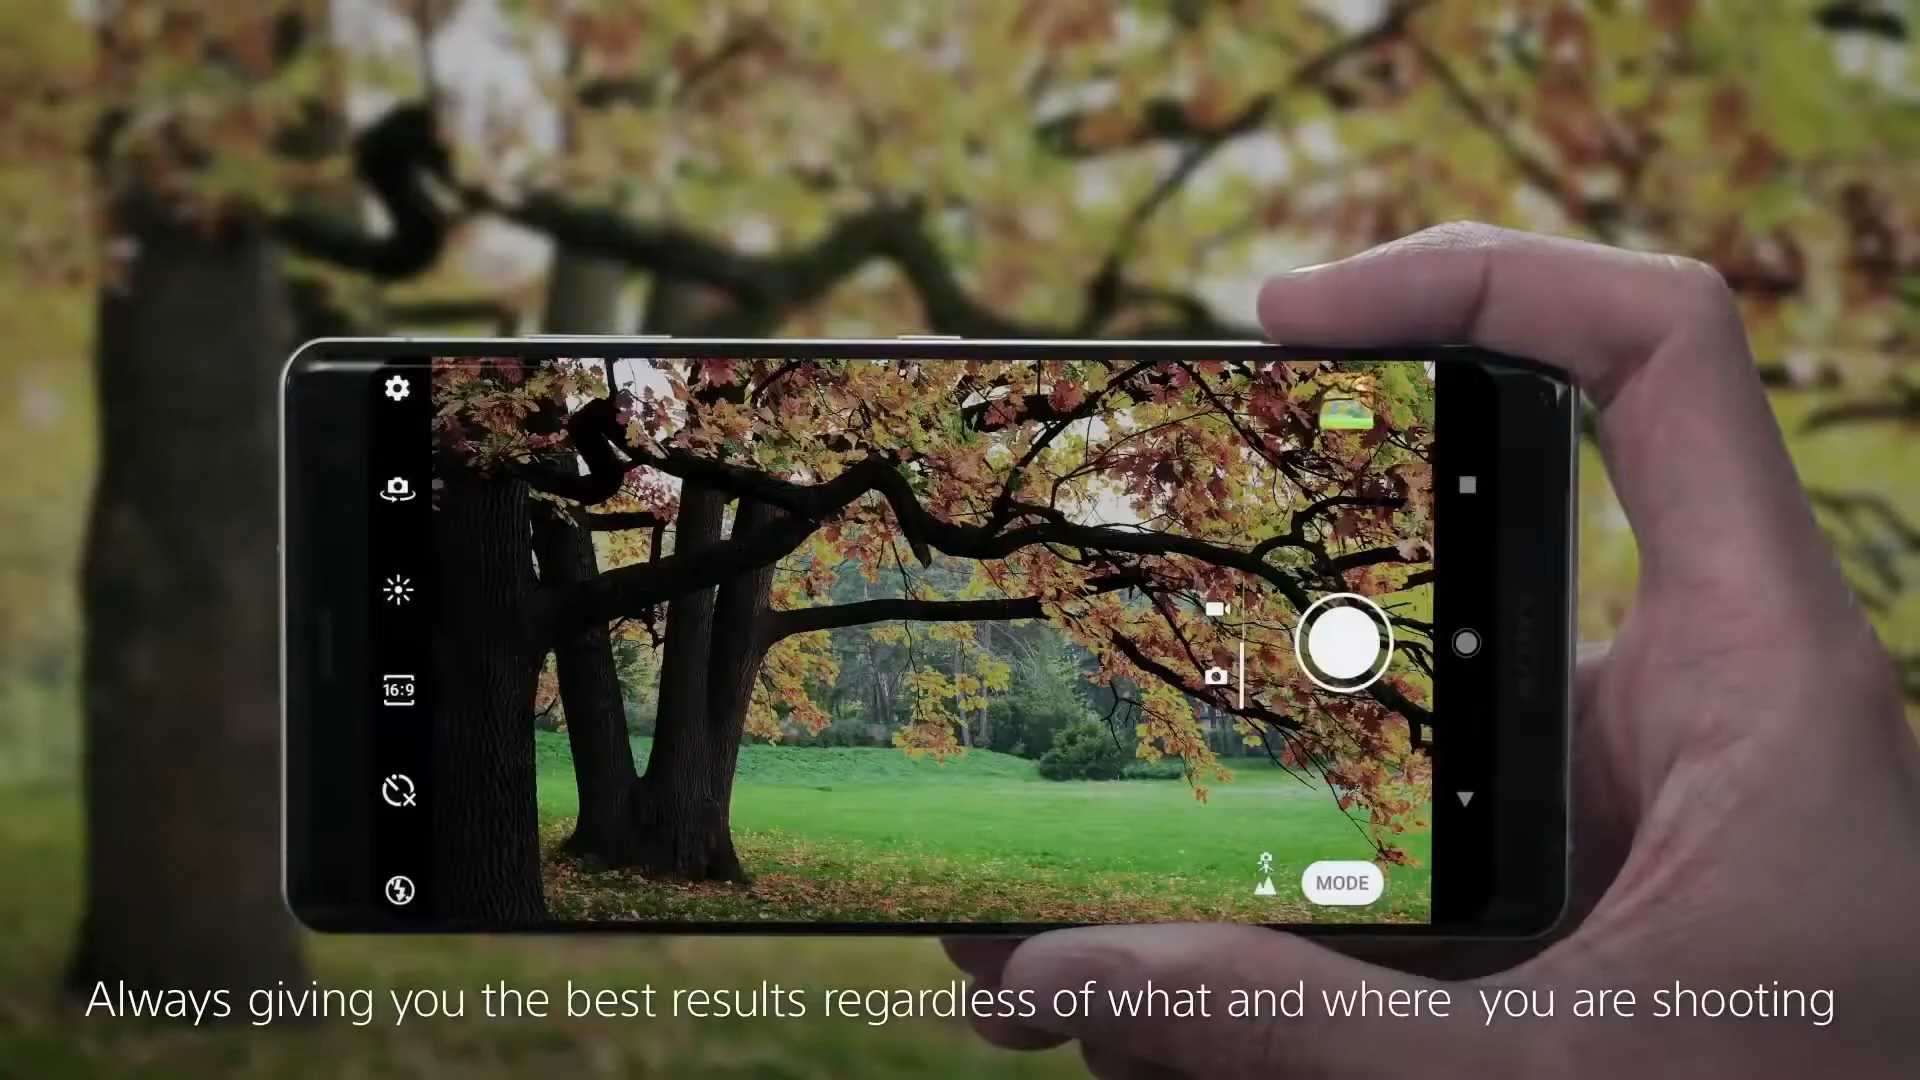 16:9
MODE
Always giving you the best results regardless of what and where you are shooting